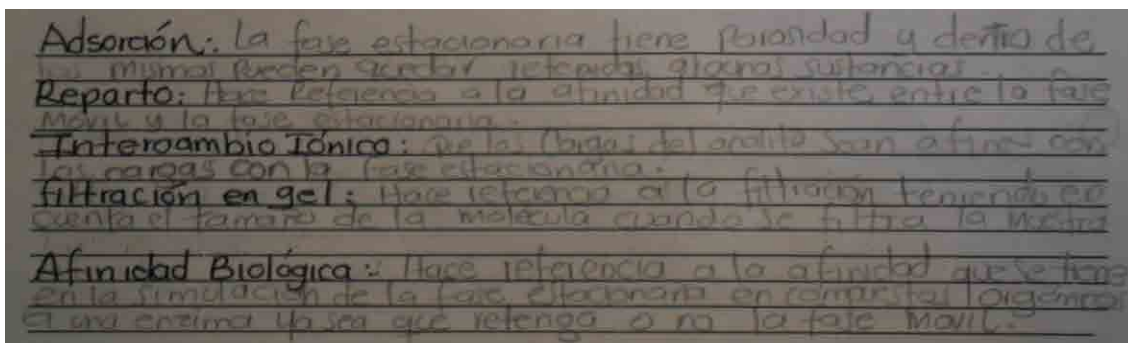 Adsorción: La fase estacionaria tiene porosidad y dentro de
los mismos pueden quedar retenidas algunas sustancias.
Reparto: Hace Referencia a la afinidad que existe entre la fase
Movil y la fase estacionaria.
Intercambio Iónico: que las Cargas del analito sean afines con
las cargas con la fase estacionaria.
filtración en gel: Hace referencia a la filtración teniendo en
cuenta el tamaño de la molecula cuando se filtra la muestra
Afinidad Biológica: Hace referencia a la afinidad que se tiene
en la simulación de la fase estacionaria en compuestos orgánicos
a una enzima ya sea que retenga o no la fase Movil.